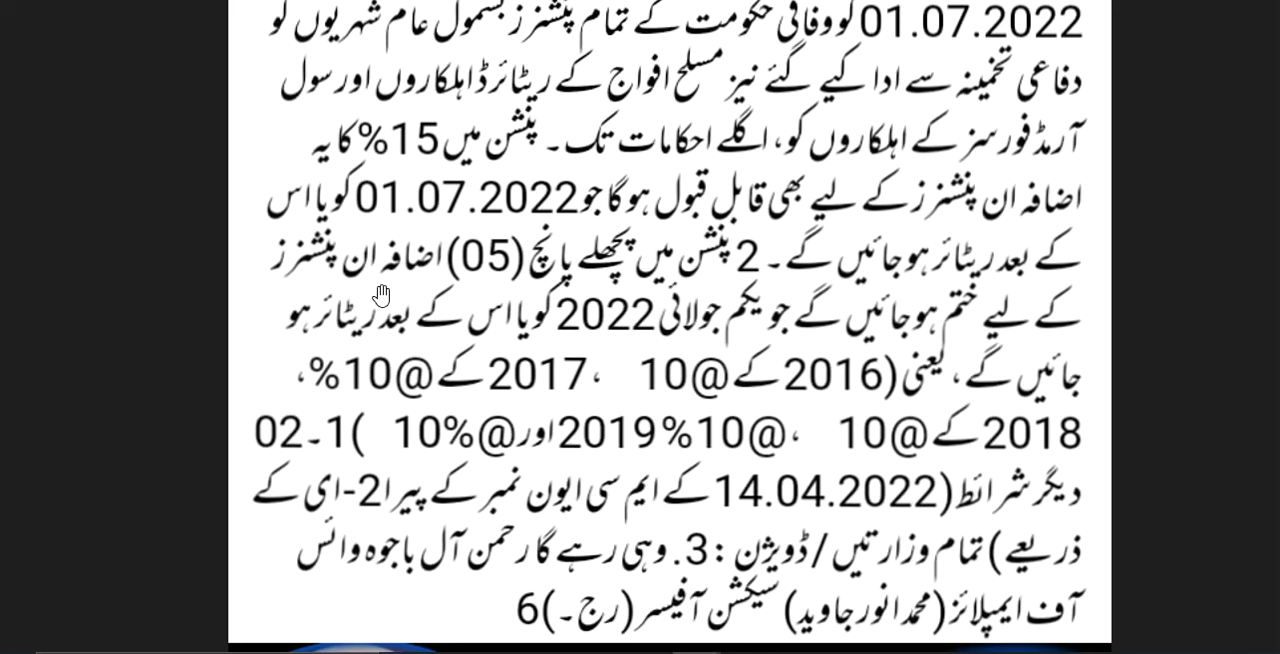 01.07.2022 کو وفاقی حکومت کے تمام پنشنرز بشمول عام شہریوں کو
دفاعی تخمینہ سے ادا کیے گئے نیز مسلح افواج کے ریٹائرڈ اہلکاروں اور سول
آرمڈ فورسز کے اہلکاروں کو، اگلے احکامات تک۔ پنشن میں 15% کا یہ
اضافہ ان پنشنرز کے لیے بھی قابل قبول ہو گا جو 01.07.2022 کو یا اس
کے بعد ریٹائر ہو جائیں گے۔ 2 پنشن میں پچھلے پانچ (05) اضافہ ان پنشنرز
کے لیے ختم ہو جائیں گے جو یکم جولائی 2022 کو یا اس کے بعد ریٹائر ہو
جائیں گے، یعنی (2016 کے @10 ، 2017 کے @10%،
2018 کے @10 ، @10% 2019 اور @10% )1۔02
دیگر شرائط (14.04.2022 کے ایم سی ایون نمبر کے پیرا 2-ای کے
ذریعے) تمام وزارتیں / ڈویژن : 3. وہی رہے گا رحمن آل باجوہ وائس
آف ایمپلائز (محمد انور جاوید) سیکشن آفیسر (رج۔)6